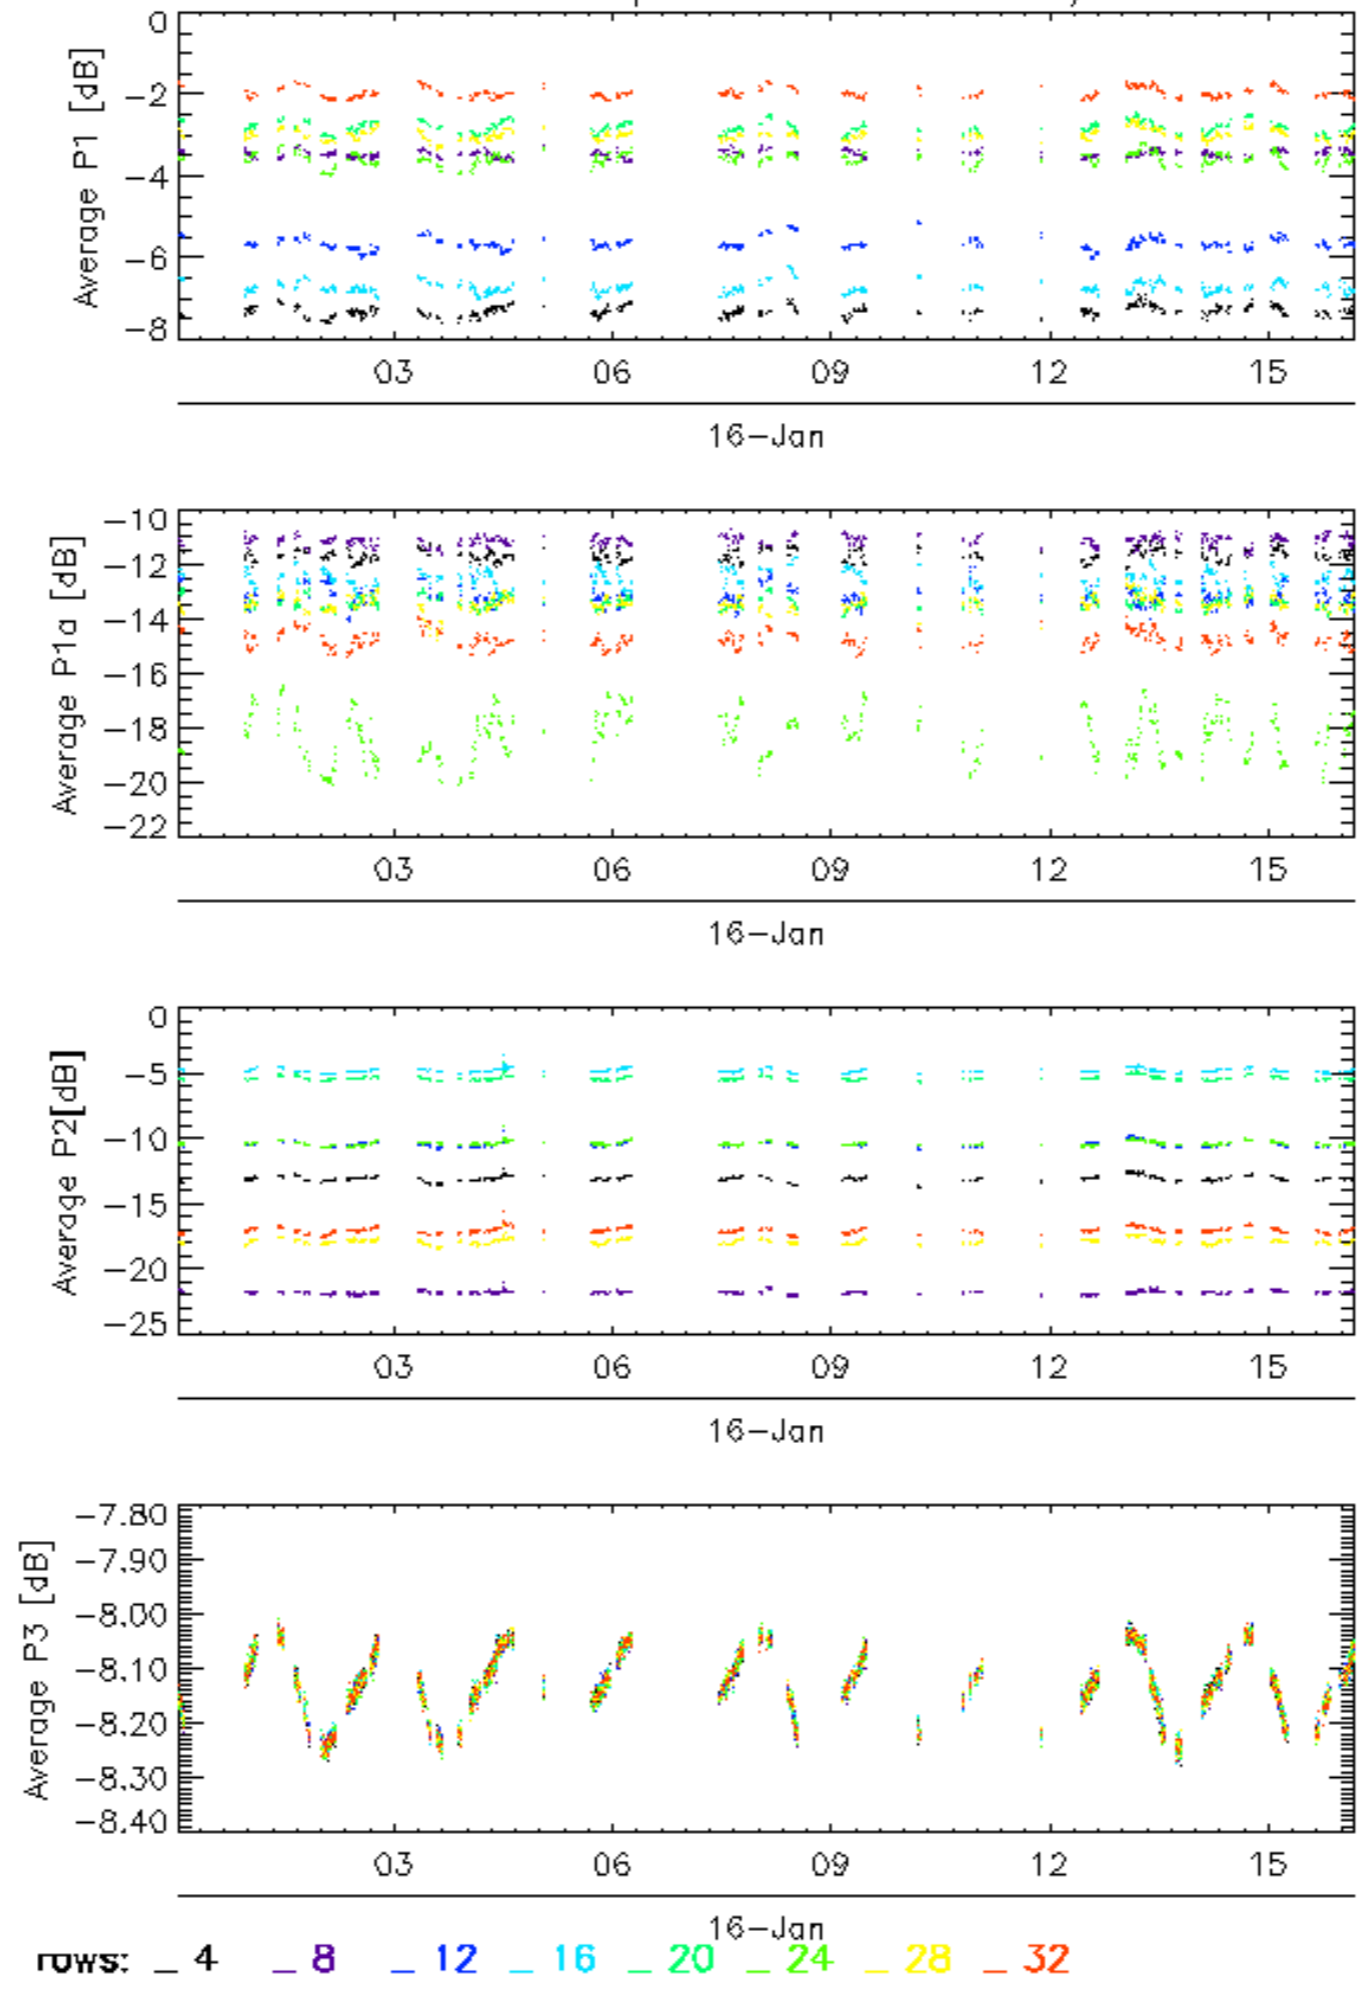 Average P1 [dB]
0
-2
-4
-6
-8
03 06 09 12 15
16-Jan
Average P1a [dB]
-10
-12
-14
-16
-18
-20
-22
03 06 09 12 15
16-Jan
Average P2[dB]
0
-5
-10
-15
-20
-25
03 06 09 12 15
16-Jan
Average P3 [dB]
-7.80
-7.90
-8.00
-8.10
-8.20
-8.30
-8.40
03 06 09 12 15
16-Jan
rows: _ 4 _ 8 _ 12 _ 16 _ 20 _ 24 _ 28 _ 32